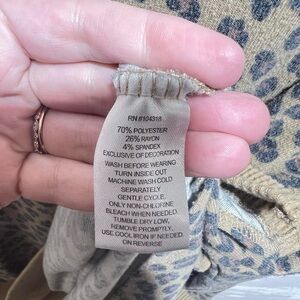 RN #104318
70% POLYESTER
26% RAYON
4% SPANDEX
EXCLUSIVE OF DECORATION
WASH BEFORE WEARING
TURN INSIDE OUT
MACHINE WASH COLD
SEPARATELY
GENTLE CYCLE.
ONLY NON-CHLORINE
BLEACH WHEN NEEDED.
TUMBLE DRY LOW,
REMOVE PROMPTLY,
USE COOL IRON IF NEEDED.
ON REVERSE